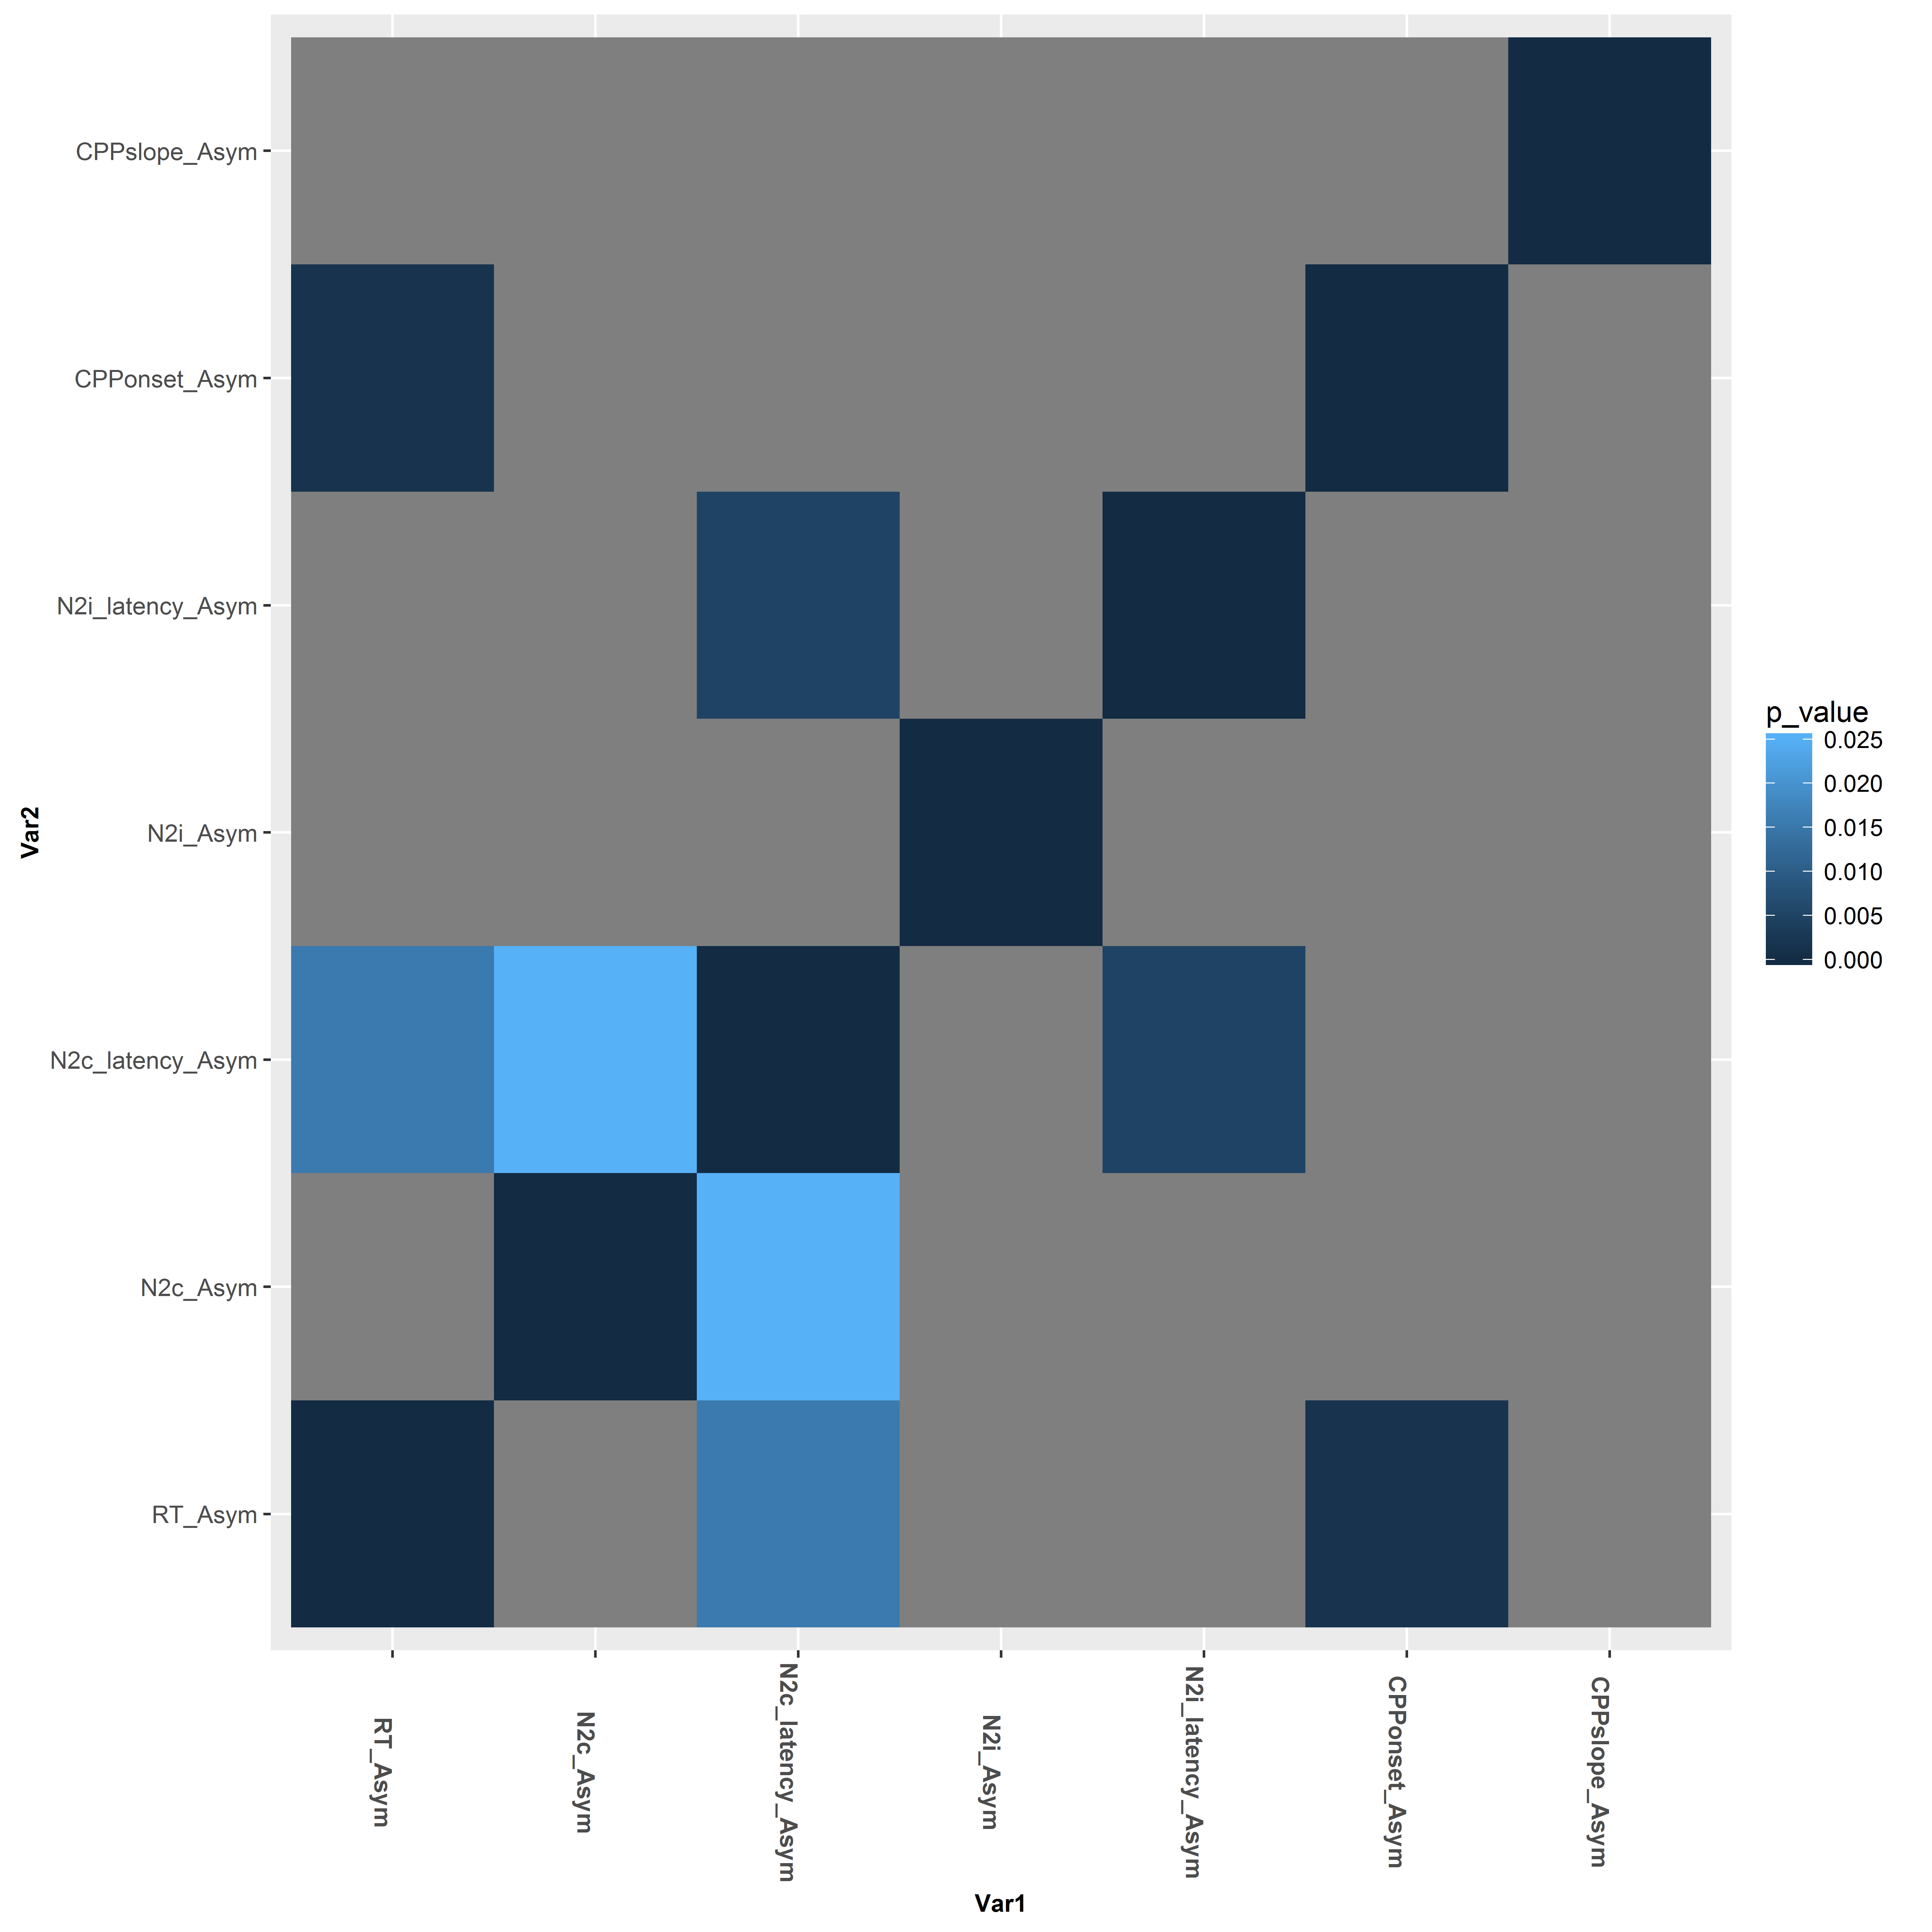 CPPslope_Asym
CPPonset_Asym
N2i_latency_Asym
N2i_Asym
N2c_latency_Asym
N2c_Asym
RT_Asym
Var2
RT_Asym
N2c_Asym
N2c_latency_Asym
N2i_Asym
N2i_latency_Asym
CPPonset_Asym
CPPslope_Asym
Var1
p_value
0.025
0.020
0.015
0.010
0.005
0.000